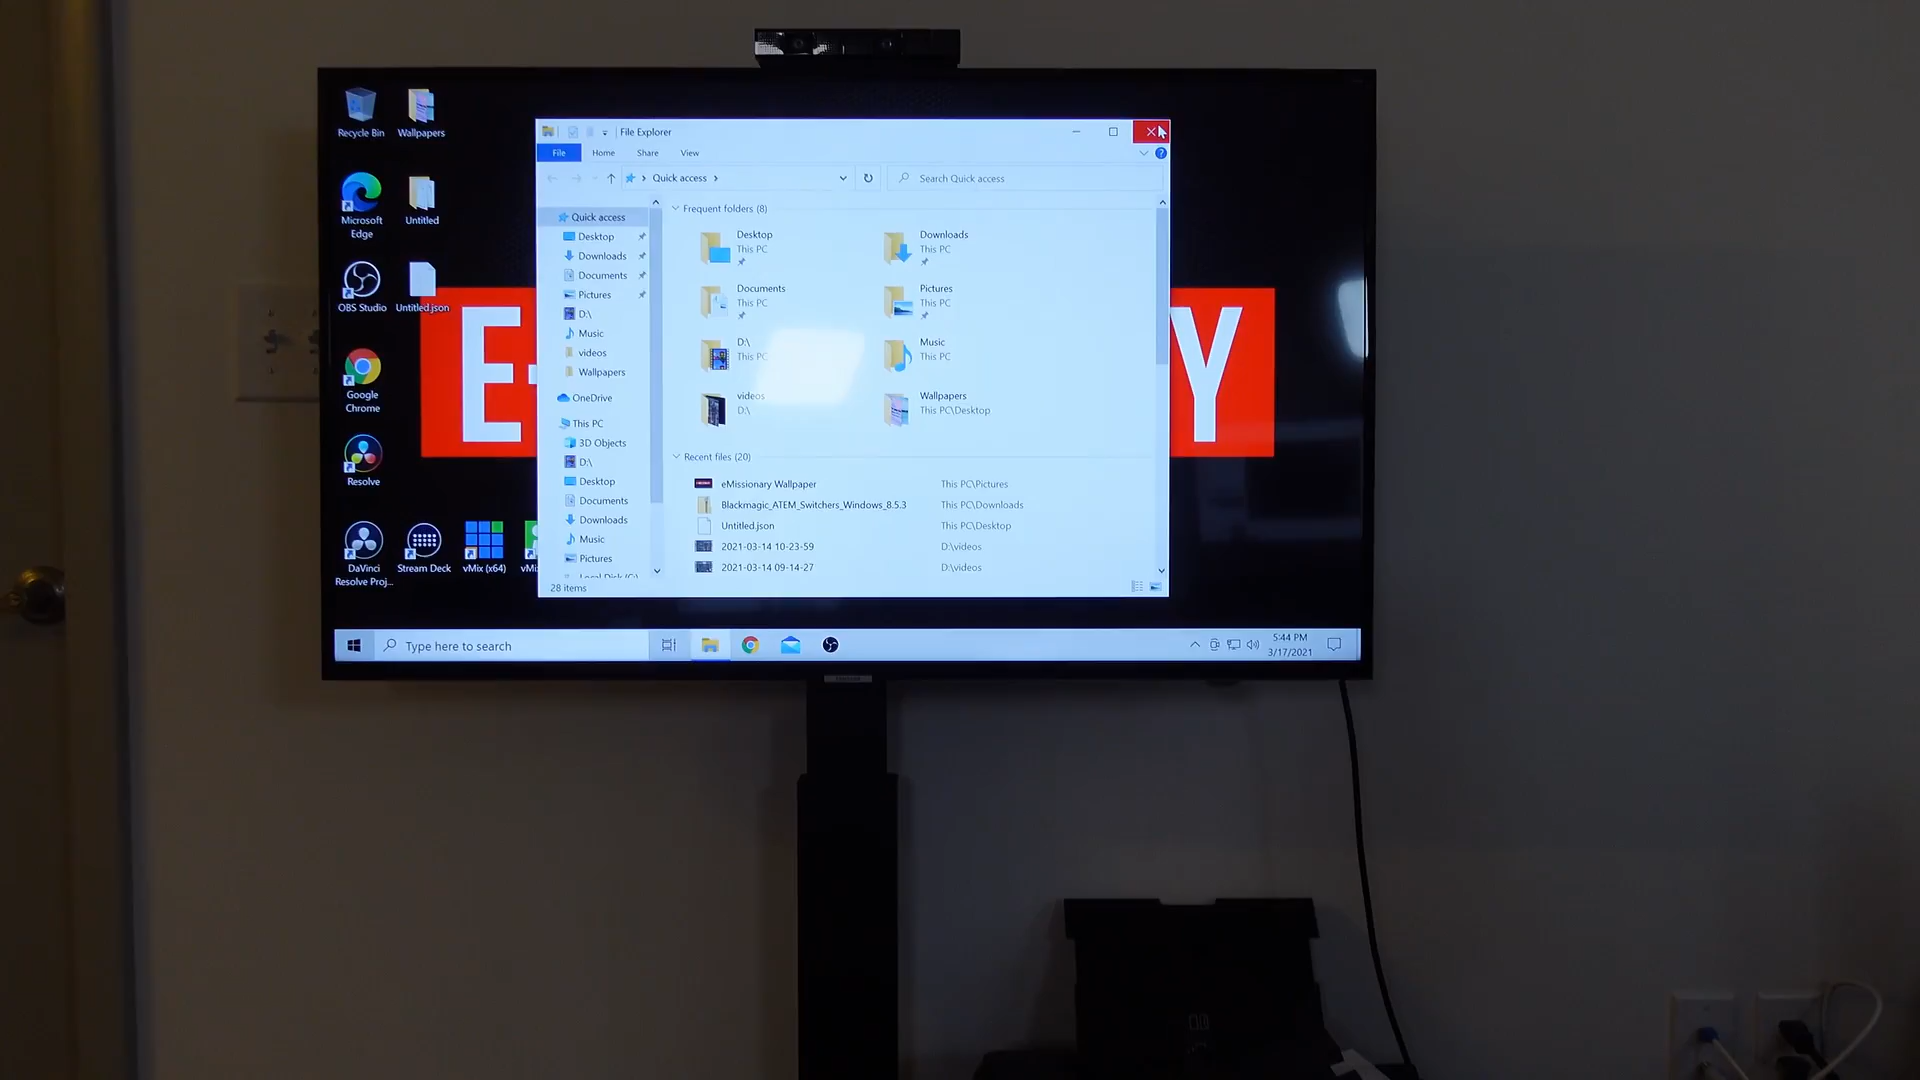 Recycle Bin
Wallpapers
Microsoft
Edge
Untitled
OBS Studio
Untitled.json
Google
Chrome
Resolve
DaVinci
Resolve Proj...
Stream Deck
vMix (x64)
E-
Y
File Explorer
File
Home
Share
View
Quick access
Search Quick access
Quick access
Desktop
Downloads
Documents
Pictures
D:\
Music
videos
Wallpapers
OneDrive
This PC
3D Objects
D:\
Desktop
Documents
Downloads
Music
Pictures
Local Disk (C:)
28 items
Frequent folders (8)
Desktop
This PC
Downloads
This PC
Documents
This PC
Pictures
This PC
D:\
This PC
Music
This PC
videos
D:\
Wallpapers
This PC\Desktop
Recent files (20)
eMissionary Wallpaper
This PC\Pictures
Blackmagic_ATEM_Switchers_Windows_8.5.3
This PC\Downloads
Untitled.json
This PC\Desktop
2021-03-14 10-23-59
D:\videos
2021-03-14 09-14-27
D:\videos
Type here to search
5:44 PM
3/17/2021